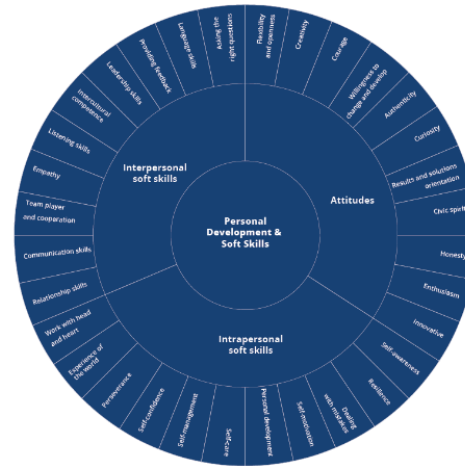 Personal
Development &
Soft Skills
Attitudes
Intrapersonal
soft skills
Interpersonal
soft skills
Flexibility
and openness
Creativity
Courage
Willingness to
change and develop
Authenticity
Curiosity
Results and solutions
orientation
Civic spirit
Honesty
Enthusiasm
Innovative
Self-awareness
Resilience
Dealing
with mistakes
Self-motivation
Personal development
Self-care
Self-management
Self-confidence
Perseverance
Experience of
the world
Work with head
and heart
Relationship skills
Communication skills
Team player
and cooperation
Empathy
Listening skills
Intercultural
competence
Leadership skills
Providing feedback
Language skills
Asking the
right questions